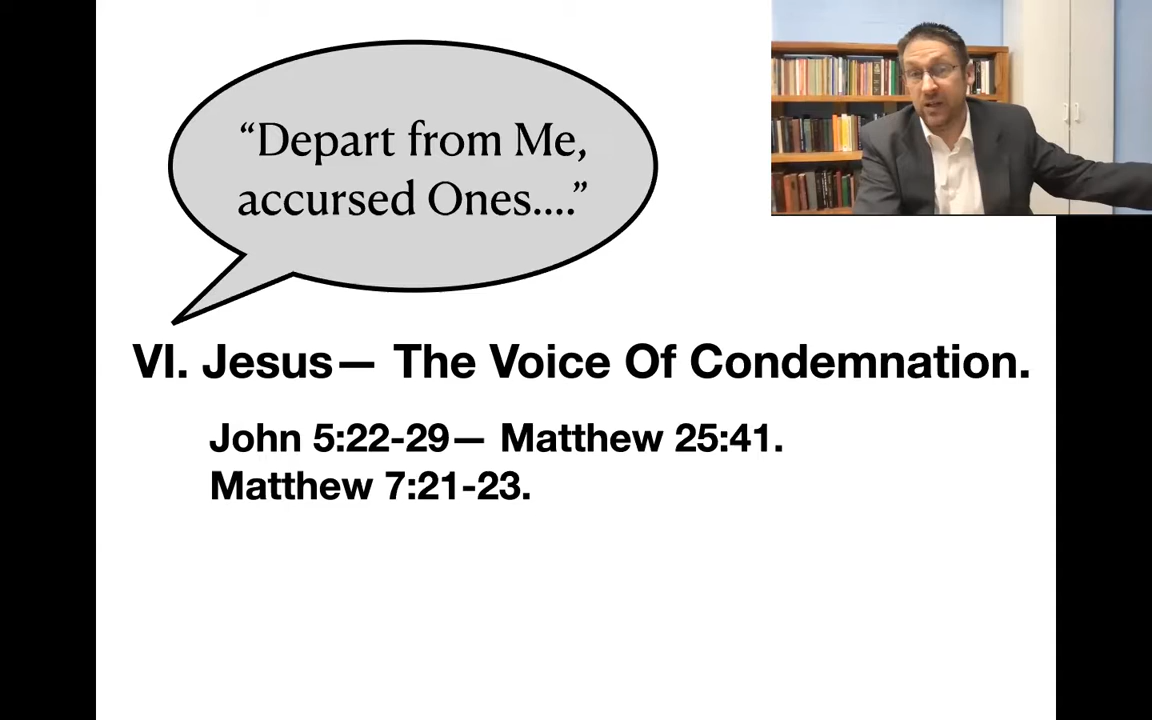 “Depart from Me,
accursed Ones....”
VI. Jesus— The Voice Of Condemnation.
John 5:22-29— Matthew 25:41.
Matthew 7:21-23.